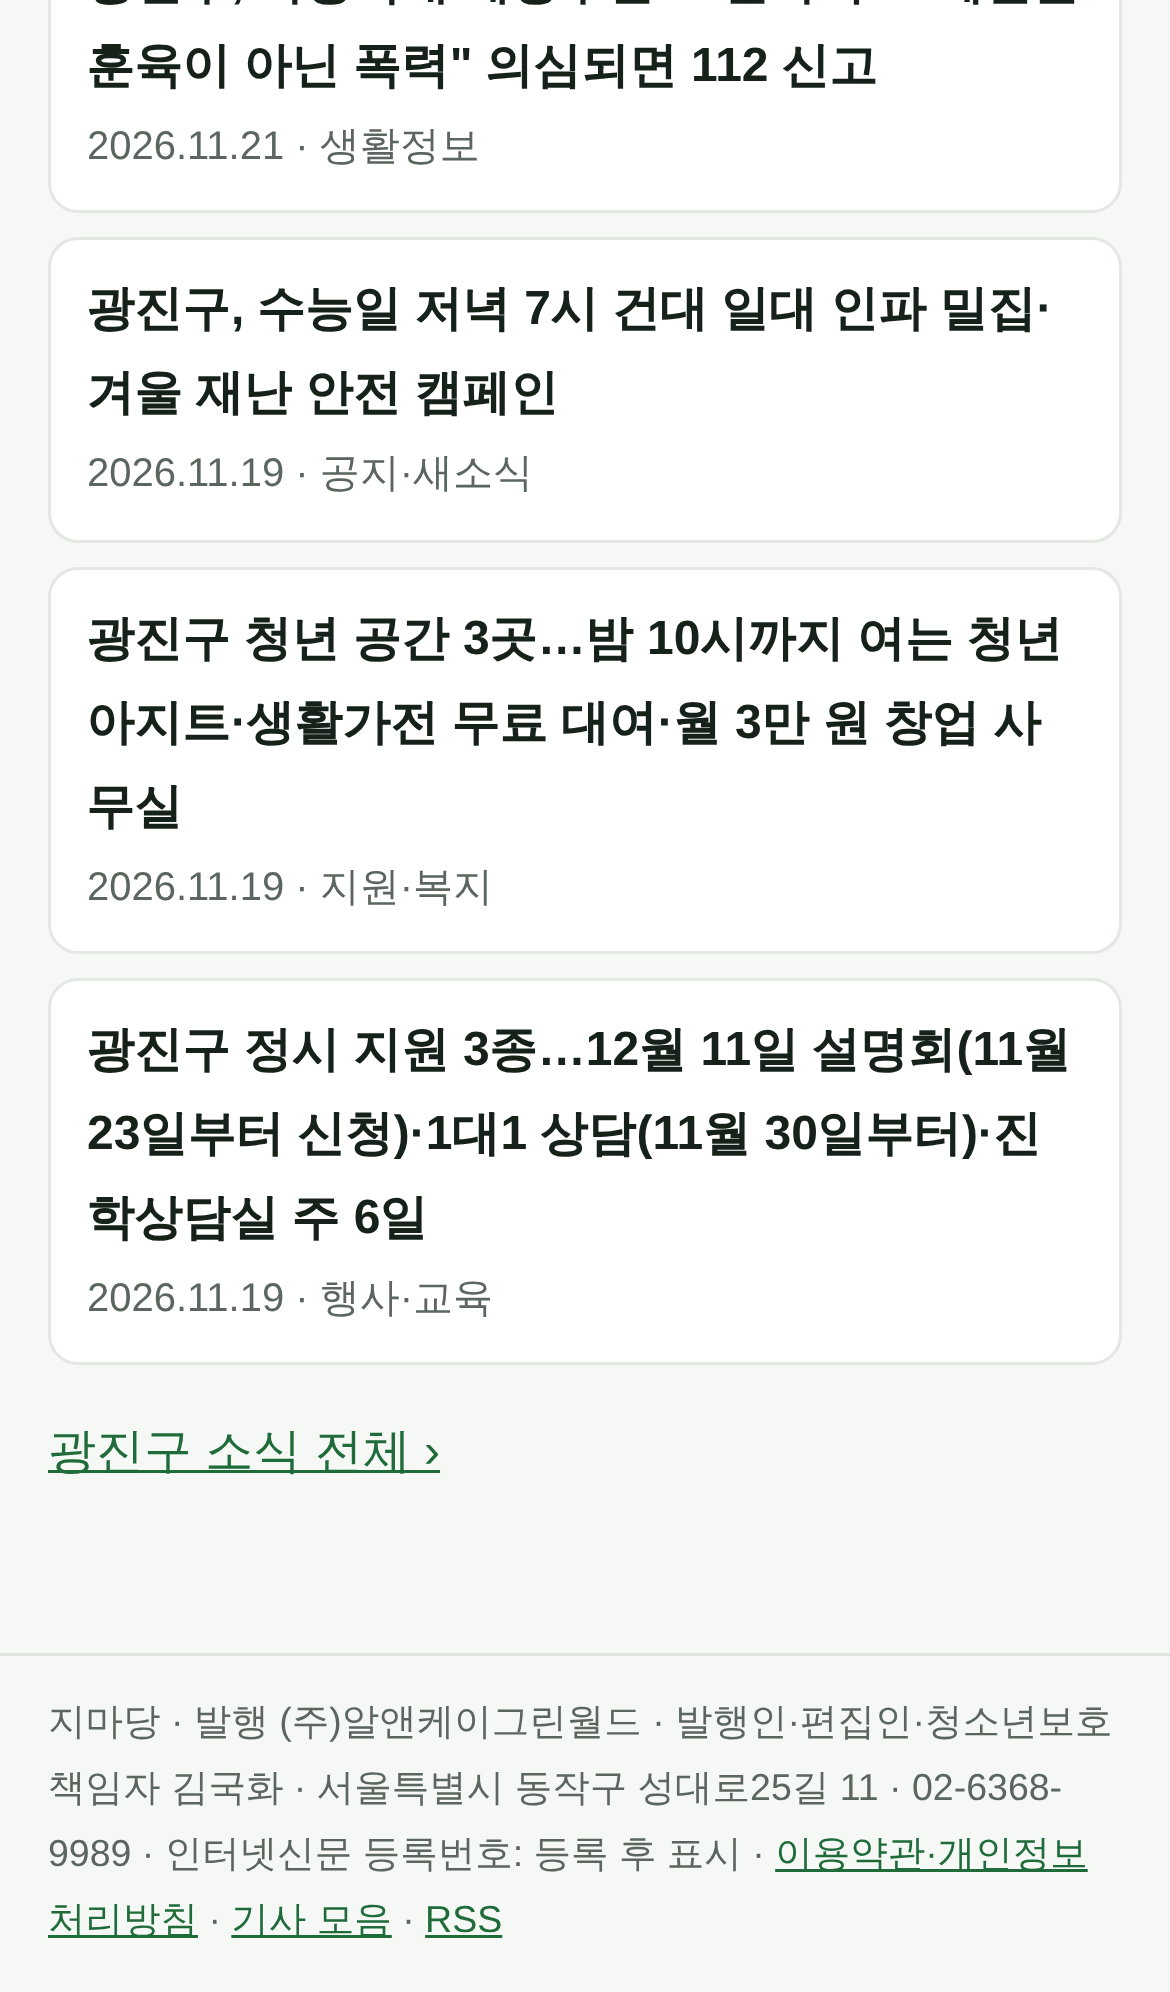 훈육이 아닌 폭력" 의심되면 112 신고
2026.11.21 · 생활정보
광진구, 수능일 저녁 7시 건대 일대 인파 밀집·
겨울 재난 안전 캠페인
2026.11.19 · 공지·새소식
광진구 청년 공간 3곳…밤 10시까지 여는 청년
아지트·생활가전 무료 대여·월 3만 원 창업 사
무실
2026.11.19 · 지원·복지
광진구 정시 지원 3종…12월 11일 설명회(11월
23일부터 신청)·1대1 상담(11월 30일부터)·진
학상담실 주 6일
2026.11.19 · 행사·교육
광진구 소식 전체 ›
지마당 · 발행 (주)알앤케이그린월드 · 발행인·편집인·청소년보호
책임자 김국화 · 서울특별시 동작구 성대로25길 11 · 02-6368-
9989 · 인터넷신문 등록번호: 등록 후 표시 · 이용약관·개인정보
처리방침 · 기사 모음 · RSS